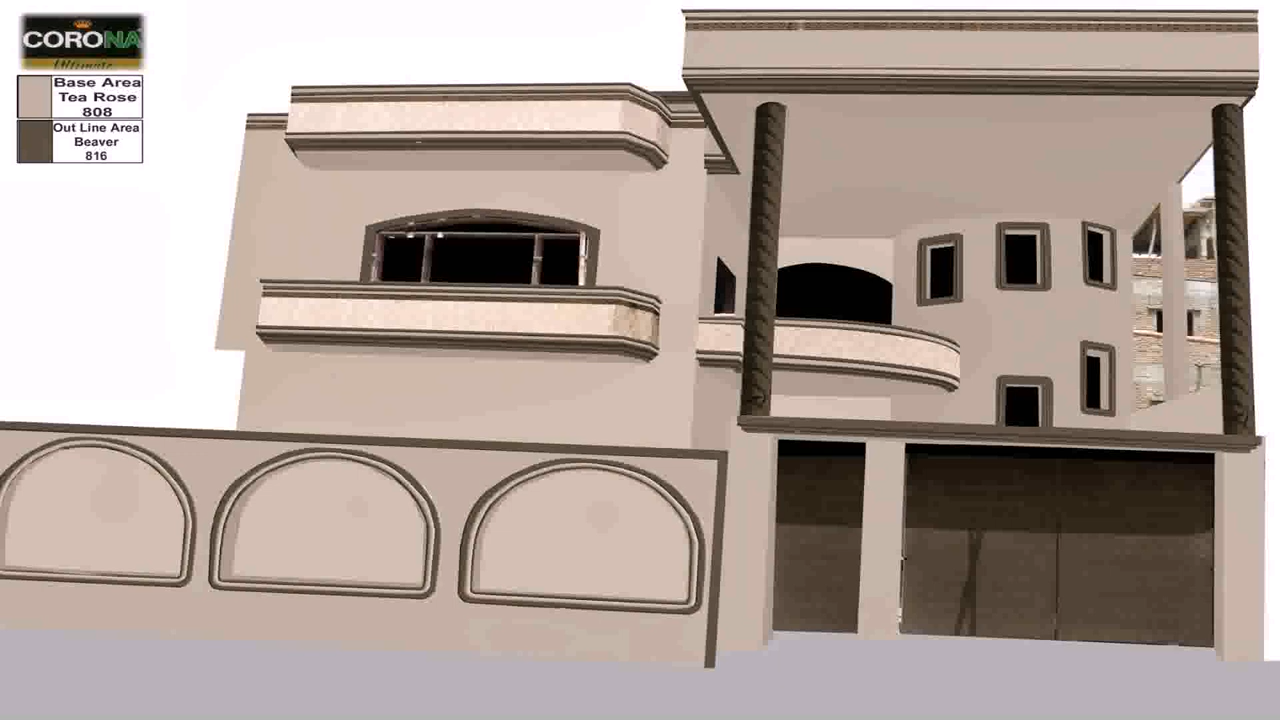 CORONA
Ultimate
Base Area
Tea Rose
808
Out Line Area
Beaver
816